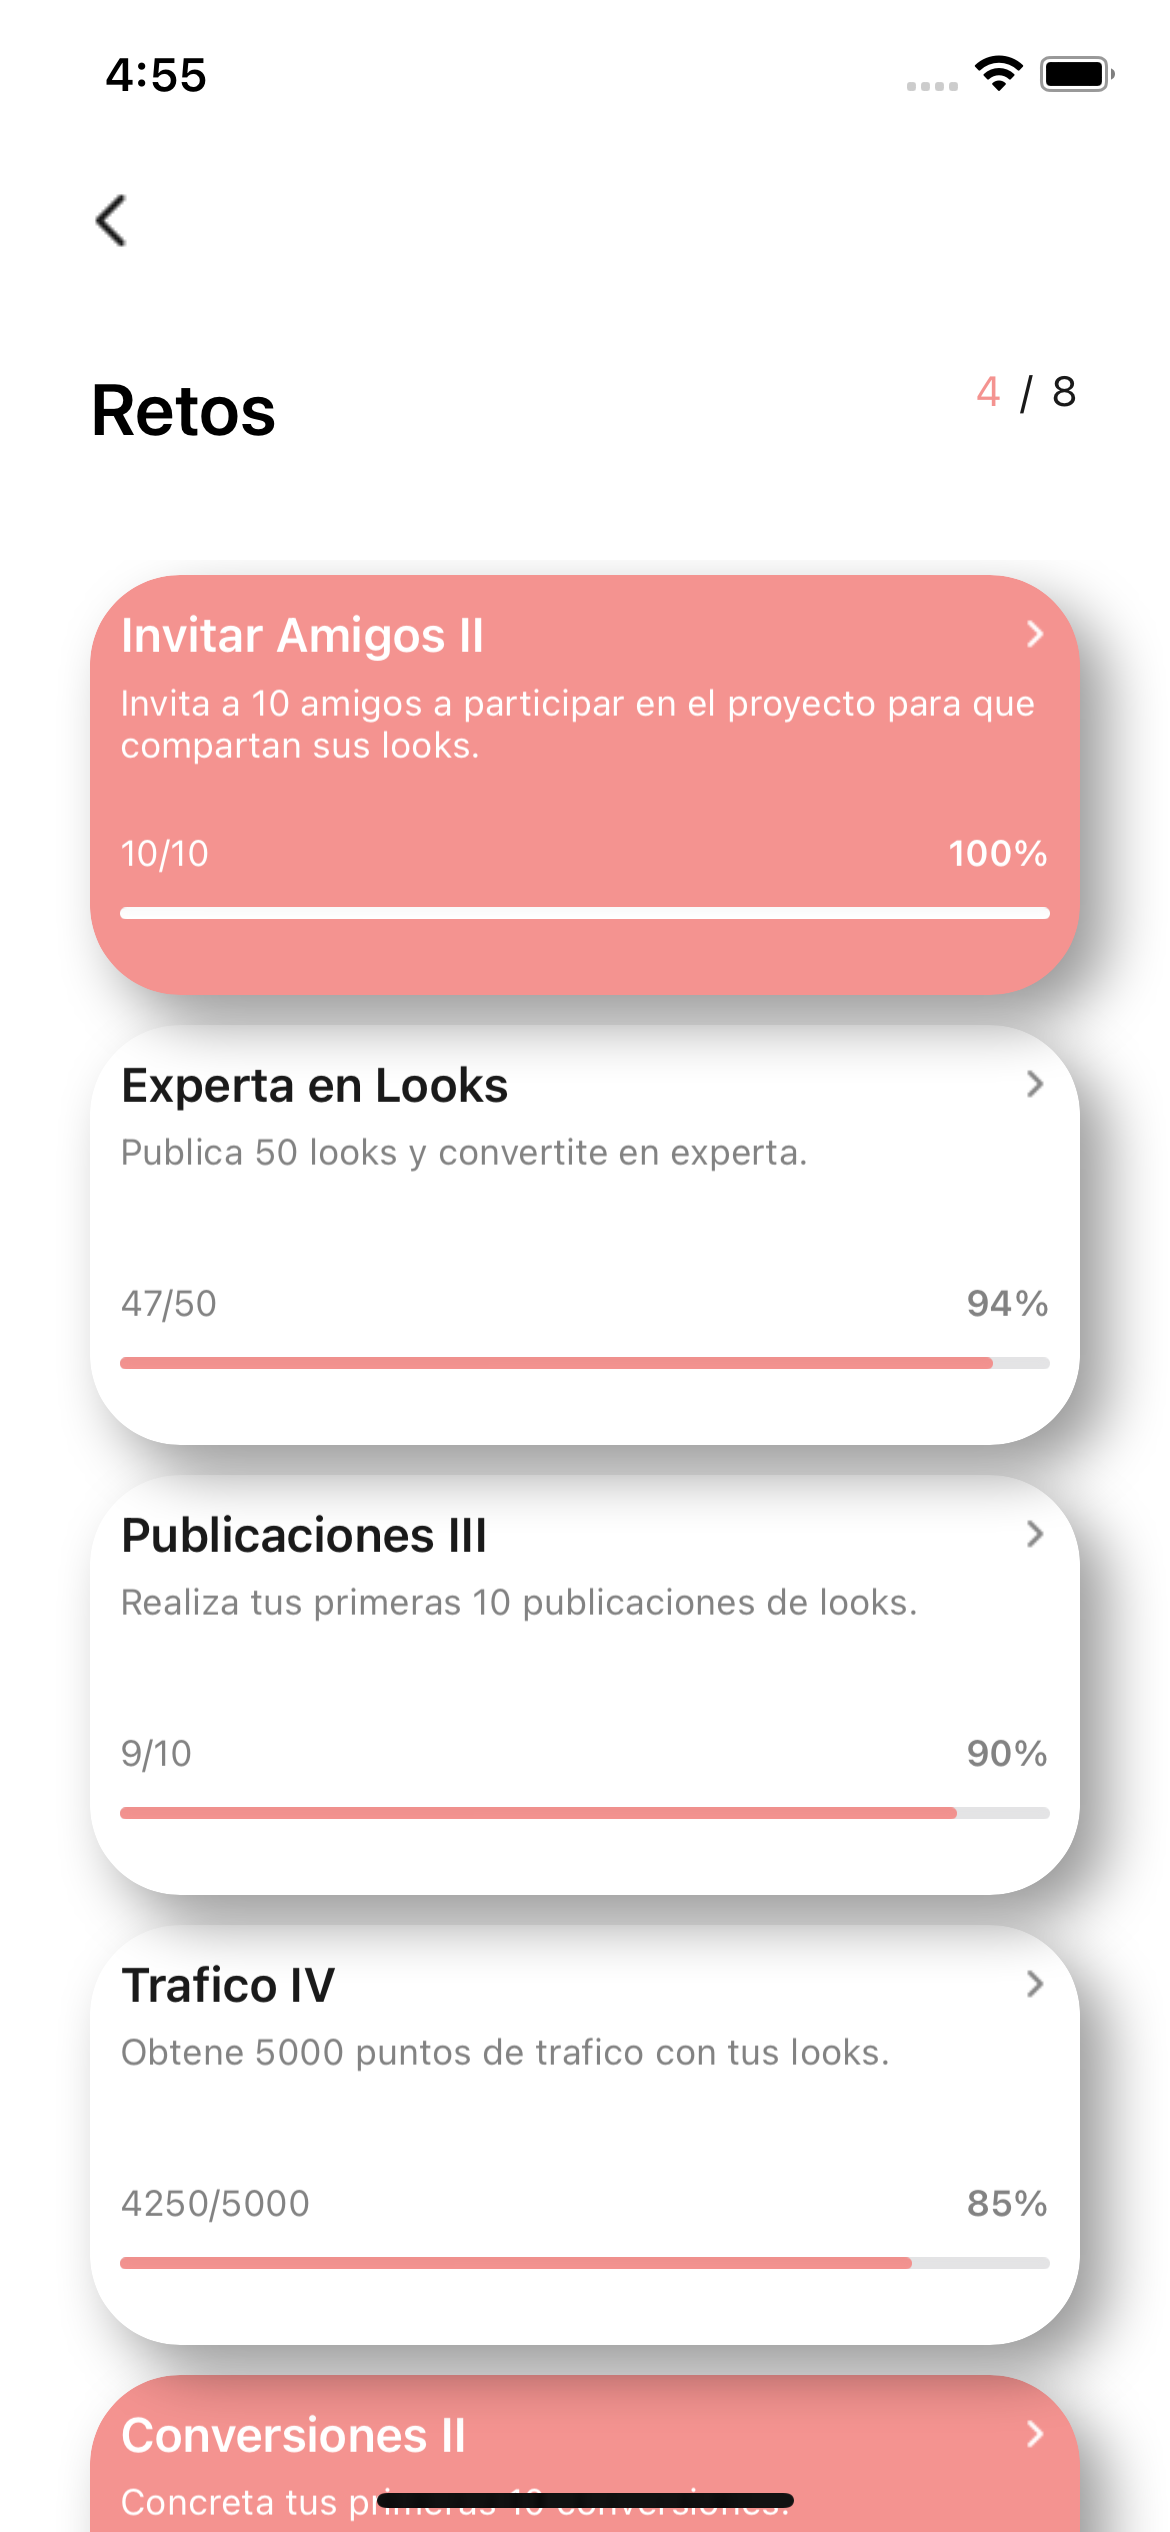 4:55
Retos
4 / 8
Invitar Amigos II
Invita a 10 amigos a participar en el proyecto para que
compartan sus looks.
10/10
100%
Experta en Looks
Publica 50 looks y convertite en experta.
47/50
94%
Publicaciones III
Realiza tus primeras 10 publicaciones de looks.
9/10
90%
Trafico IV
Obtene 5000 puntos de trafico con tus looks.
4250/5000
85%
Conversiones II
Concreta tus primeras 10 conversiones.